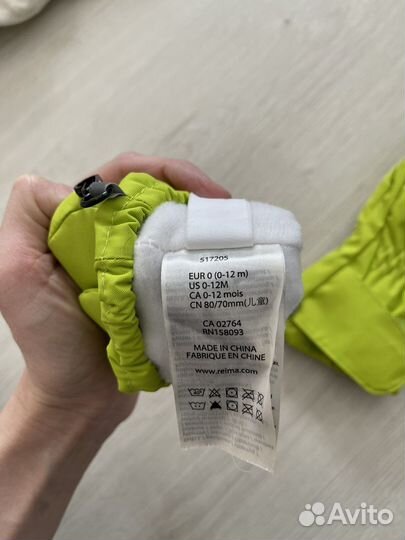 517205
EUR 0 (0-12 m)
US 0-12M
CA 0-12 mois
CN 80/70mm(儿童)
CA 02764
RN158093
MADE IN CHINA
FABRIQUE EN CHINE
www.reima.com
Avito